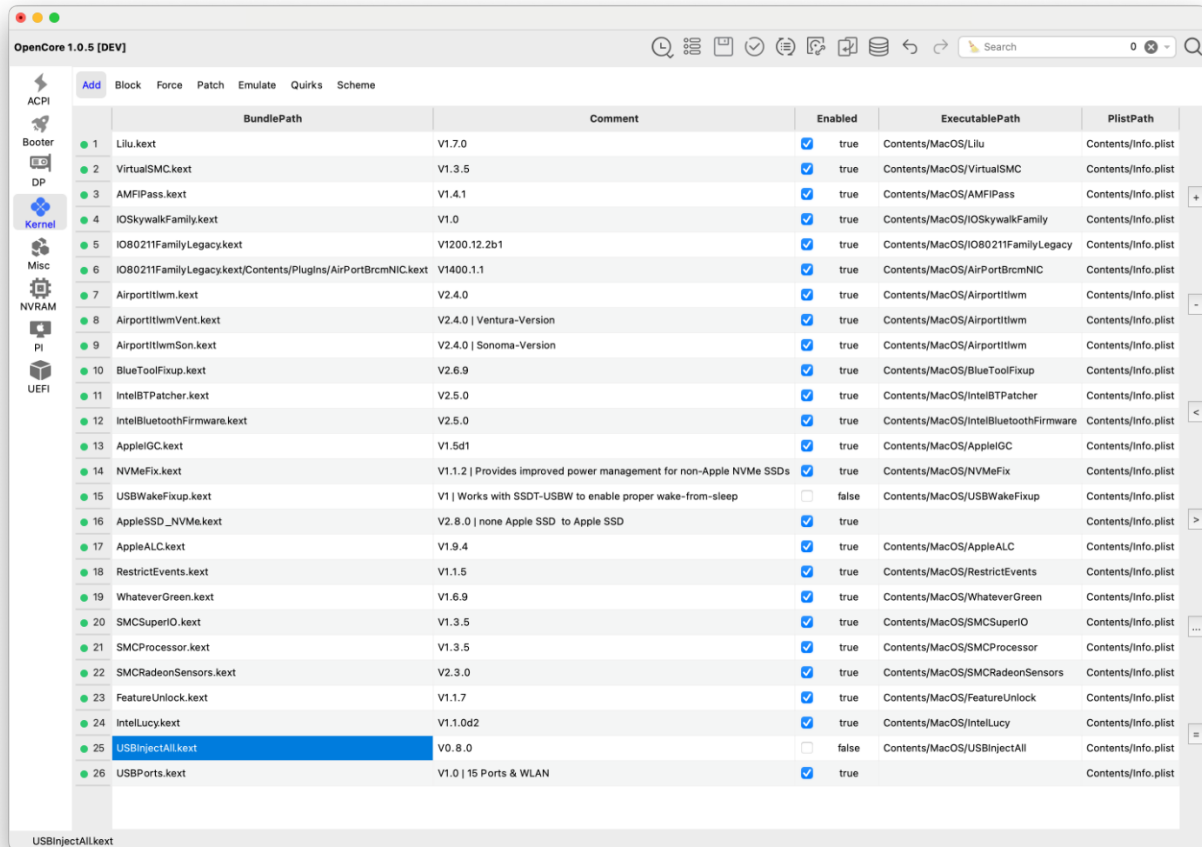 OpenCore 1.0.5 [DEV]
Search 0
ACPI
Booter
DP
Kernel
Misc
NVRAM
PI
UEFI
Add Block Force Patch Emulate Quirks Scheme
BundlePath Comment Enabled ExecutablePath PlistPath
1 Lilu.kext V1.7.0 true Contents/MacOS/Lilu Contents/Info.plist
2 VirtualSMC.kext V1.3.5 true Contents/MacOS/VirtualSMC Contents/Info.plist
3 AMFIPass.kext V1.4.1 true Contents/MacOS/AMFIPass Contents/Info.plist
4 IOSkywalkFamily.kext V1.0 true Contents/MacOS/IOSkywalkFamily Contents/Info.plist
5 IO80211FamilyLegacy.kext V1200.12.2b1 true Contents/MacOS/IO80211FamilyLegacy Contents/Info.plist
6 IO80211FamilyLegacy.kext/Contents/PlugIns/AirPortBrcmNIC.kext V1400.1.1 true Contents/MacOS/AirPortBrcmNIC Contents/Info.plist
7 AirportItlwm.kext V2.4.0 true Contents/MacOS/AirportItlwm Contents/Info.plist
8 AirportItlwmVent.kext V2.4.0 | Ventura-Version true Contents/MacOS/AirportItlwm Contents/Info.plist
9 AirportItlwmSon.kext V2.4.0 | Sonoma-Version true Contents/MacOS/AirportItlwm Contents/Info.plist
10 BlueToolFixup.kext V2.6.9 true Contents/MacOS/BlueToolFixup Contents/Info.plist
11 IntelBTPatcher.kext V2.5.0 true Contents/MacOS/IntelBTPatcher Contents/Info.plist
12 IntelBluetoothFirmware.kext V2.5.0 true Contents/MacOS/IntelBluetoothFirmware Contents/Info.plist
13 AppleIGC.kext V1.5d1 true Contents/MacOS/AppleIGC Contents/Info.plist
14 NVMeFix.kext V1.1.2 | Provides improved power management for non-Apple NVMe SSDs true Contents/MacOS/NVMeFix Contents/Info.plist
15 USBWakeFixup.kext V1 | Works with SSDT-USBW to enable proper wake-from-sleep false Contents/MacOS/USBWakeFixup Contents/Info.plist
16 AppleSSD_NVMe.kext V2.8.0 | none Apple SSD to Apple SSD true Contents/Info.plist
17 AppleALC.kext V1.9.4 true Contents/MacOS/AppleALC Contents/Info.plist
18 RestrictEvents.kext V1.1.5 true Contents/MacOS/RestrictEvents Contents/Info.plist
19 WhateverGreen.kext V1.6.9 true Contents/MacOS/WhateverGreen Contents/Info.plist
20 SMCSuperIO.kext V1.3.5 true Contents/MacOS/SMCSuperIO Contents/Info.plist
21 SMCProcessor.kext V1.3.5 true Contents/MacOS/SMCProcessor Contents/Info.plist
22 SMCRadeonSensors.kext V2.3.0 true Contents/MacOS/SMCRadeonSensors Contents/Info.plist
23 FeatureUnlock.kext V1.1.7 true Contents/MacOS/FeatureUnlock Contents/Info.plist
24 IntelLucy.kext V1.1.0d2 true Contents/MacOS/IntelLucy Contents/Info.plist
25 USBInjectAll.kext V0.8.0 false Contents/MacOS/USBInjectAll Contents/Info.plist
26 USBPorts.kext V1.0 | 15 Ports & WLAN true Contents/Info.plist
+
-
<
>
...
=
USBInjectAll.kext